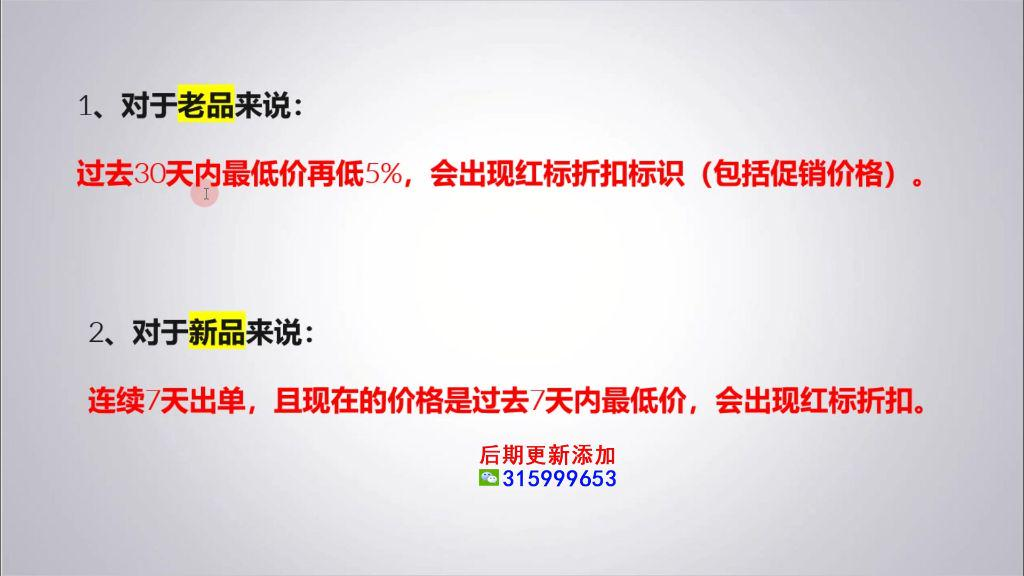 1、对于老品来说：
过去30天内最低价再低5%，会出现红标折扣标识（包括促销价格）。
2、对于新品来说：
连续7天出单，且现在的价格是过去7天内最低价，会出现红标折扣。
后期更新添加
315999653